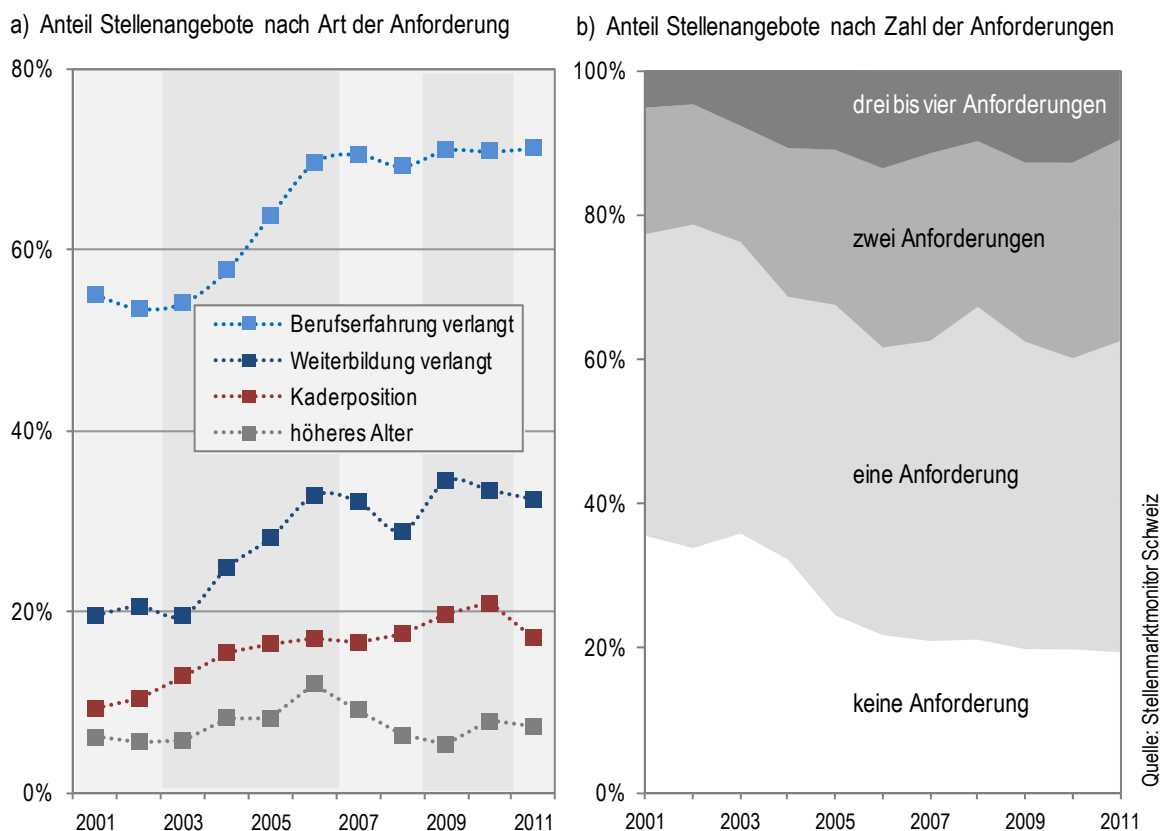 a) Anteil Stellenangebote nach Art der Anforderung
80%
60%
40%
20%
0%
Berufserfahrung verlangt
Weiterbildung verlangt
Kaderposition
höheres Alter
2001 2003 2005 2007 2009 2011
b) Anteil Stellenangebote nach Zahl der Anforderungen
100%
80%
60%
40%
20%
0%
drei bis vier Anforderungen
zwei Anforderungen
eine Anforderung
keine Anforderung
2001 2003 2005 2007 2009 2011
Quelle: Stellenmarktmonitor Schweiz